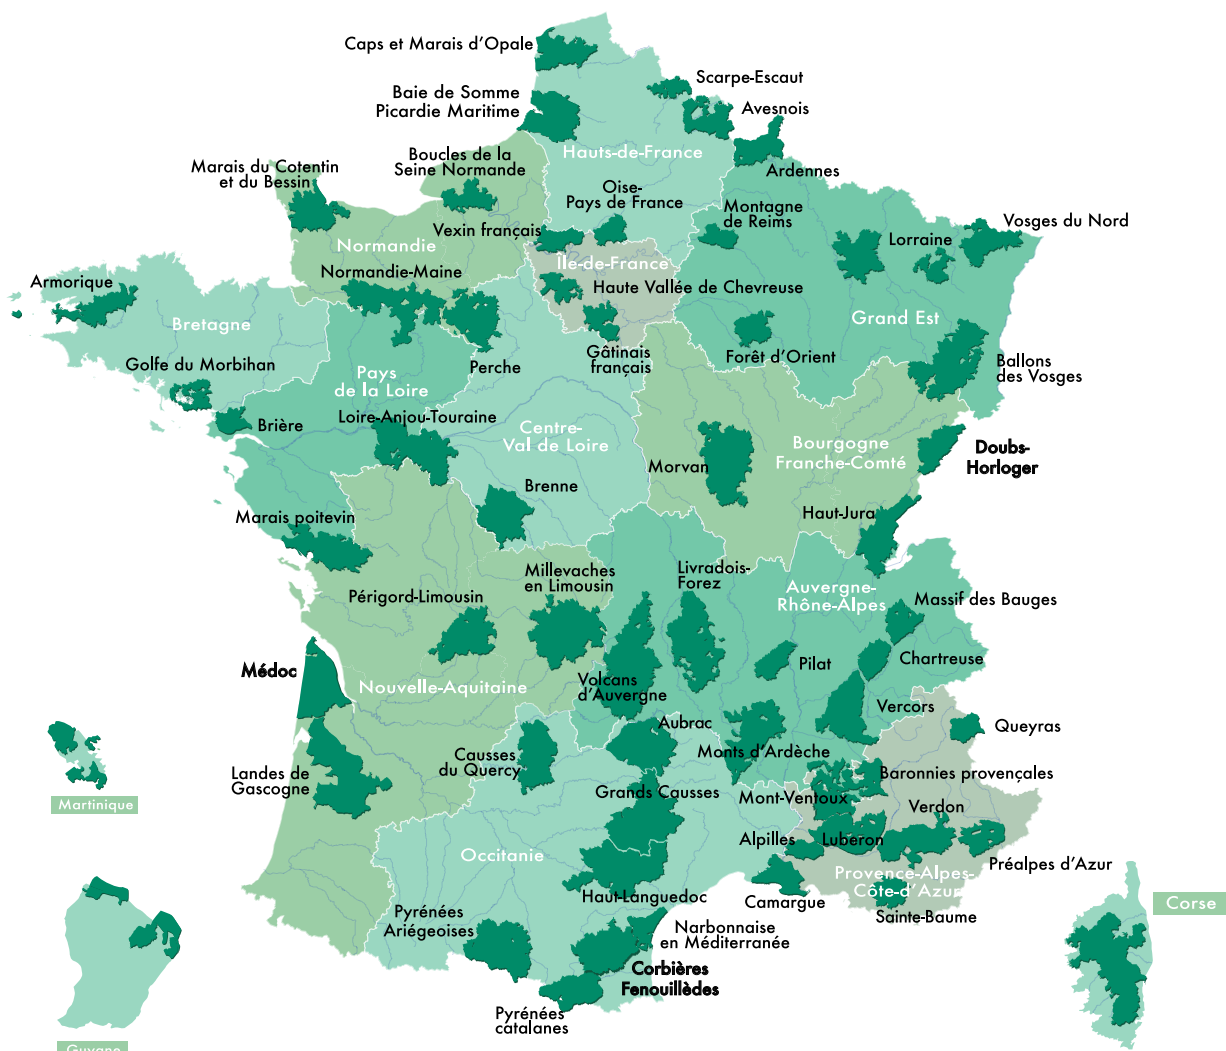 Caps et Marais d'Opale
Scarpe-Escaut
Baie de Somme
Picardie Maritime
Avesnois
Hauts-de-France
Boucles de la
Seine Normande
Marais du Cotentin
et du Bessin
Ardennes
Oise-
Pays de France
Montagne
de Reims
Vosges du Nord
Vexin français
Lorraine
Normandie
Île-de-France
Normandie-Maine
Armorique
Haute Vallée de Chevreuse
Bretagne
Grand Est
Gâtinais
français
Forêt d'Orient
Golfe du Morbihan
Perche
Ballons
des Vosges
Pays
de la Loire
Loire-Anjou-Touraine
Brière
Centre-
Val de Loire
Bourgogne
Franche-Comté
Doubs-
Horloger
Morvan
Brenne
Marais poitevin
Haut-Jura
Millevaches
en Limousin
Livradois-
Forez
Auvergne-
Rhône-Alpes
Périgord-Limousin
Massif des Bauges
Médoc
Pilat
Chartreuse
Nouvelle-Aquitaine
Volcans
d'Auvergne
Vercors
Aubrac
Queyras
Causses
du Quercy
Monts d'Ardèche
Landes de
Gascogne
Baronnies provençales
Grands Causses
Mont-Ventoux
Martinique
Verdon
Alpilles
Luberon
Occitanie
Préalpes d'Azur
Provence-Alpes-
Côte-d'Azur
Haut-Languedoc
Camargue
Sainte-Baume
Corse
Pyrénées
Ariégeoises
Narbonnaise
en Méditerranée
Corbières
Fenouillèdes
Pyrénées
catalanes
Guyane